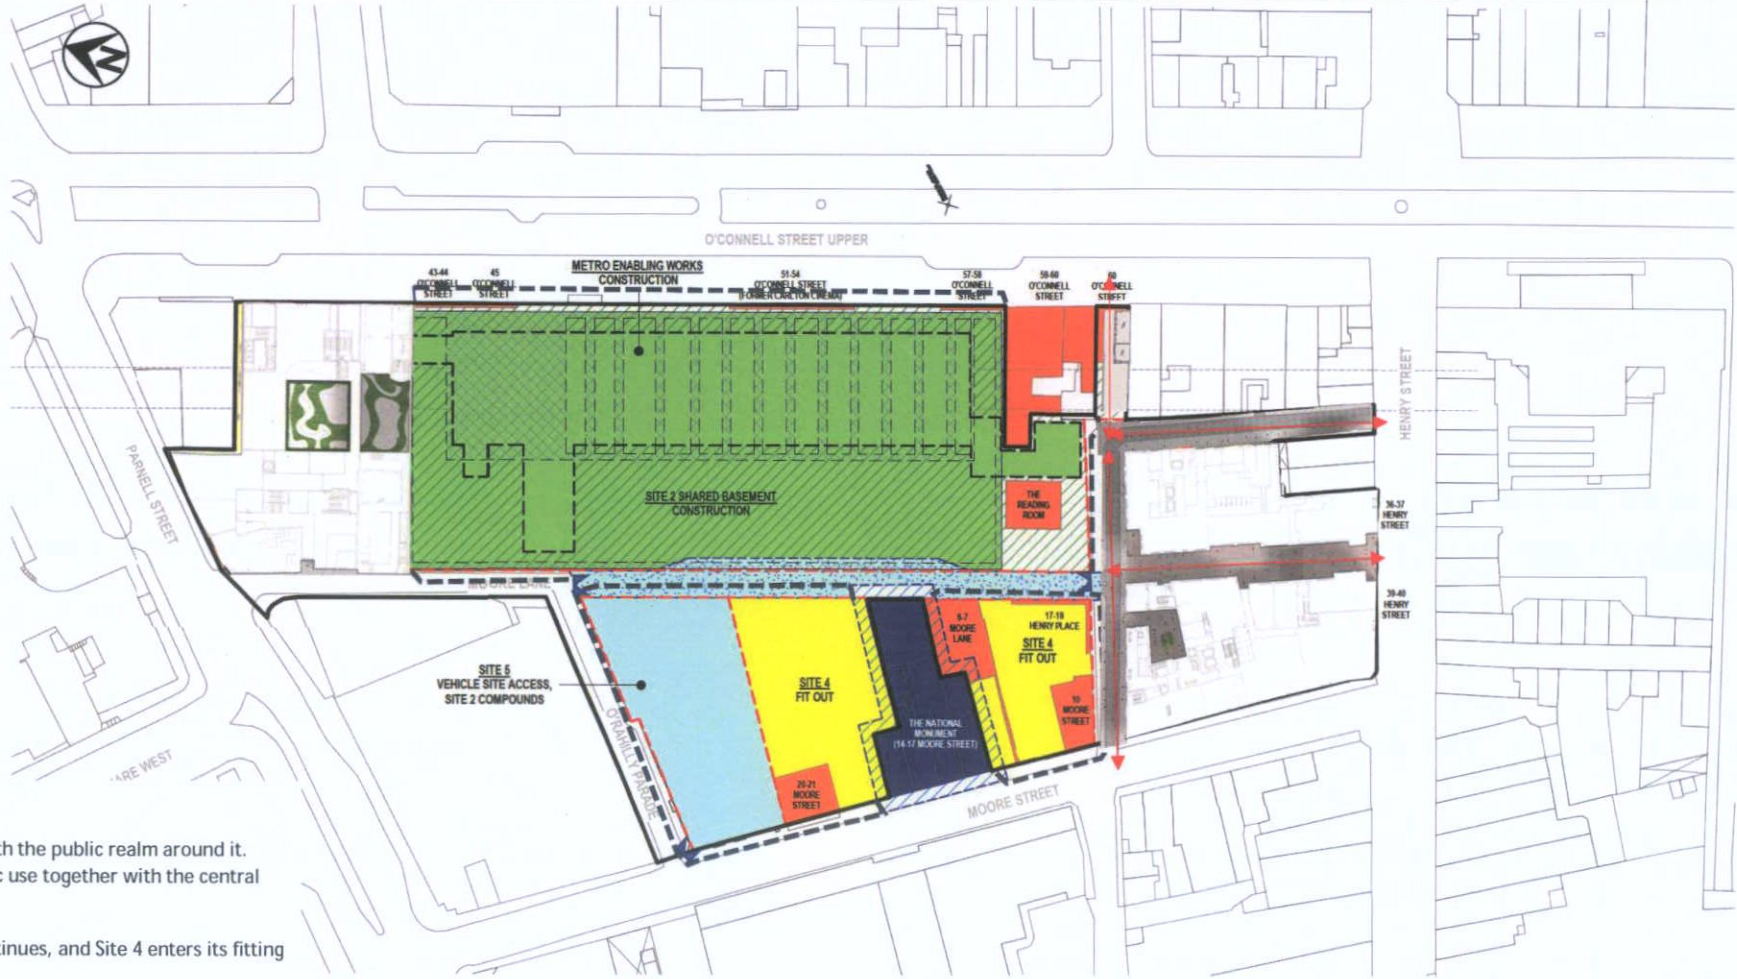 N
O'CONNELL STREET UPPER
METRO ENABLING WORKS
CONSTRUCTION
43-44
O'CONNELL
STREET
45
O'CONNELL
STREET
51-54
O'CONNELL STREET
(FORMER CARLTON CINEMA)
57-58
O'CONNELL
STREET
59-60
O'CONNELL
STREET
60
O'CONNELL
STREET
HENRY STREET
PARNELL STREET
SITE 2 SHARED BASEMENT
CONSTRUCTION
THE
READING
ROOM
36-37
HENRY
STREET
39-40
HENRY
STREET
MOORE LANE
SITE 5
VEHICLE SITE ACCESS,
SITE 2 COMPOUNDS
SITE 4
FIT OUT
6-7
MOORE
LANE
17-18
HENRY PLACE
SITE 4
FIT OUT
10
MOORE
STREET
THE NATIONAL
MONUMENT
(14-17 MOORE STREET)
20-21
MOORE
STREET
O'RAHILLY PARADE
MOORE STREET
ARE WEST
th the public realm around it.
c use together with the central
tinues, and Site 4 enters its fitting